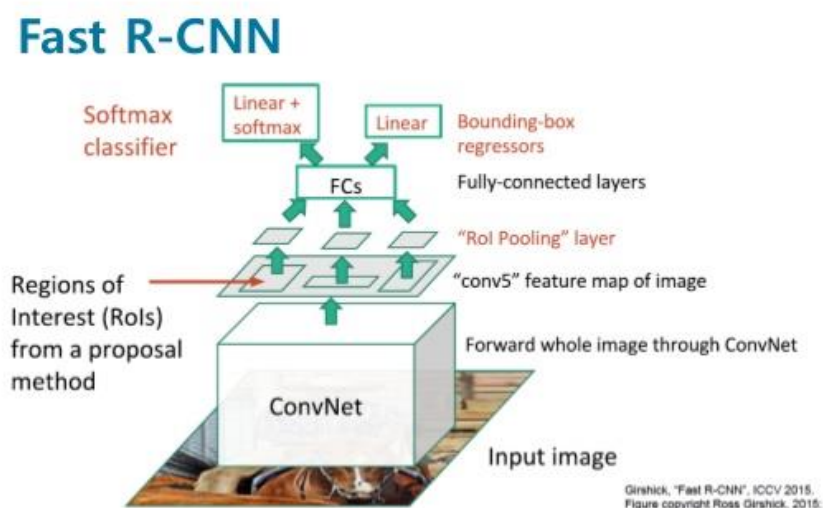 Fast R-CNN
Softmax
classifier
Linear +
softmax
Linear
Bounding-box
regressors
FCs
Fully-connected layers
"RoI Pooling" layer
Regions of
Interest (RoIs)
from a proposal
method
"conv5" feature map of image
Forward whole image through ConvNet
ConvNet
Input image
Girshick, "Fast R-CNN", ICCV 2015.
Figure copyright Ross Girshick, 2015;